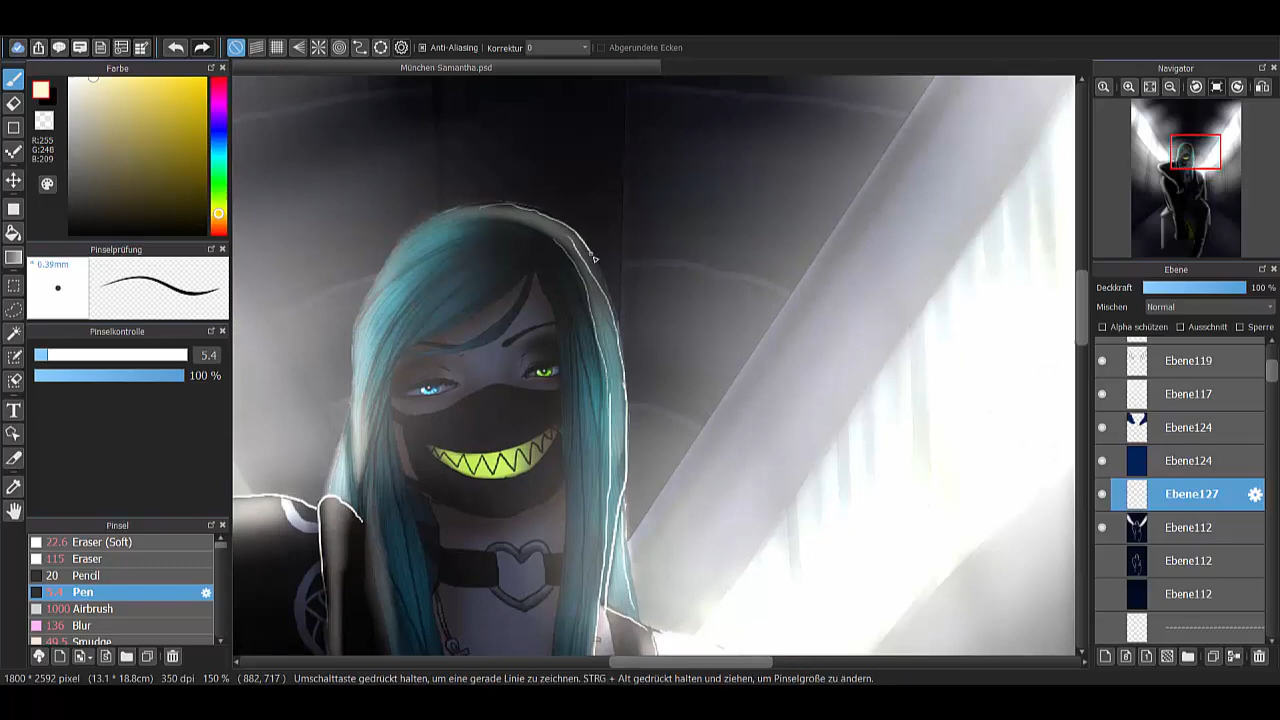 Anti-Aliasing Korrektur 0 Abgerundete Ecken
Farbe
München Samantha.psd
Navigator
R:255
G:248
B:209
Pinselprüfung
* 0.39mm
Ebene
Deckkraft 100 %
Mischen Normal
Alpha schützen Ausschnitt Sperre
Pinselkontrolle
5.4
100 %
Ebene119
Ebene117
Ebene124
Ebene124
Ebene127
Ebene112
Ebene112
Ebene112
Pinsel
22.6 Eraser (Soft)
115 Eraser
20 Pencil
5.4 Pen
1000 Airbrush
136 Blur
49.5 Smudge
1800 * 2592 pixel (13.1 * 18.8cm) 350 dpi 150 % ( 882, 717 ) Umschalttaste gedrückt halten, um eine gerade Linie zu zeichnen. STRG + Alt gedrückt halten und ziehen, um Pinselgröße zu ändern.